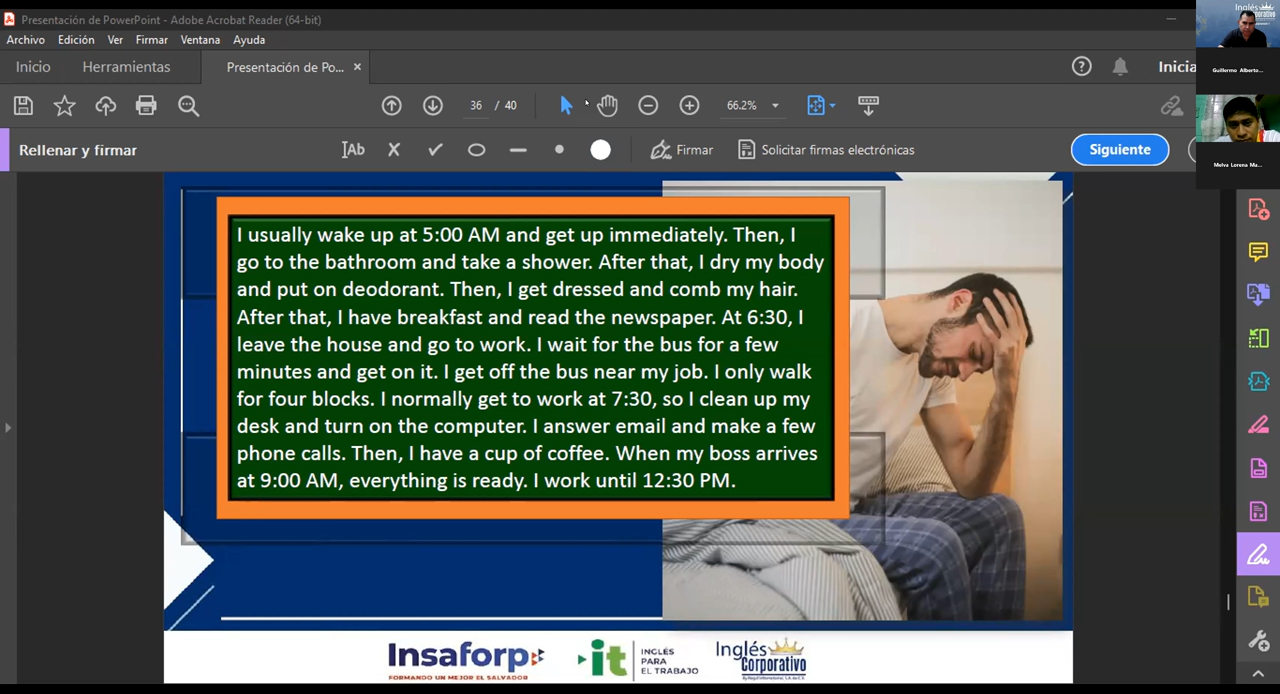 Presentación de PowerPoint - Adobe Acrobat Reader (64-bit)
Archivo Edición Ver Firmar Ventana Ayuda
Inicio Herramientas Presentación de Po... × Inicia
36 / 40 66.2%
Rellenar y firmar Firmar Solicitar firmas electrónicas Siguiente
Inglés
Corporativo
Guillermo Alberto...
Melva Lorena Ma...
I usually wake up at 5:00 AM and get up immediately. Then, I
go to the bathroom and take a shower. After that, I dry my body
and put on deodorant. Then, I get dressed and comb my hair.
After that, I have breakfast and read the newspaper. At 6:30, I
leave the house and go to work. I wait for the bus for a few
minutes and get on it. I get off the bus near my job. I only walk
for four blocks. I normally get to work at 7:30, so I clean up my
desk and turn on the computer. I answer email and make a few
phone calls. Then, I have a cup of coffee. When my boss arrives
at 9:00 AM, everything is ready. I work until 12:30 PM.
Insaforp
FORMANDO UN MEJOR EL SALVADOR
it
INGLÉS
PARA
EL TRABAJO
Inglés
Corporativo